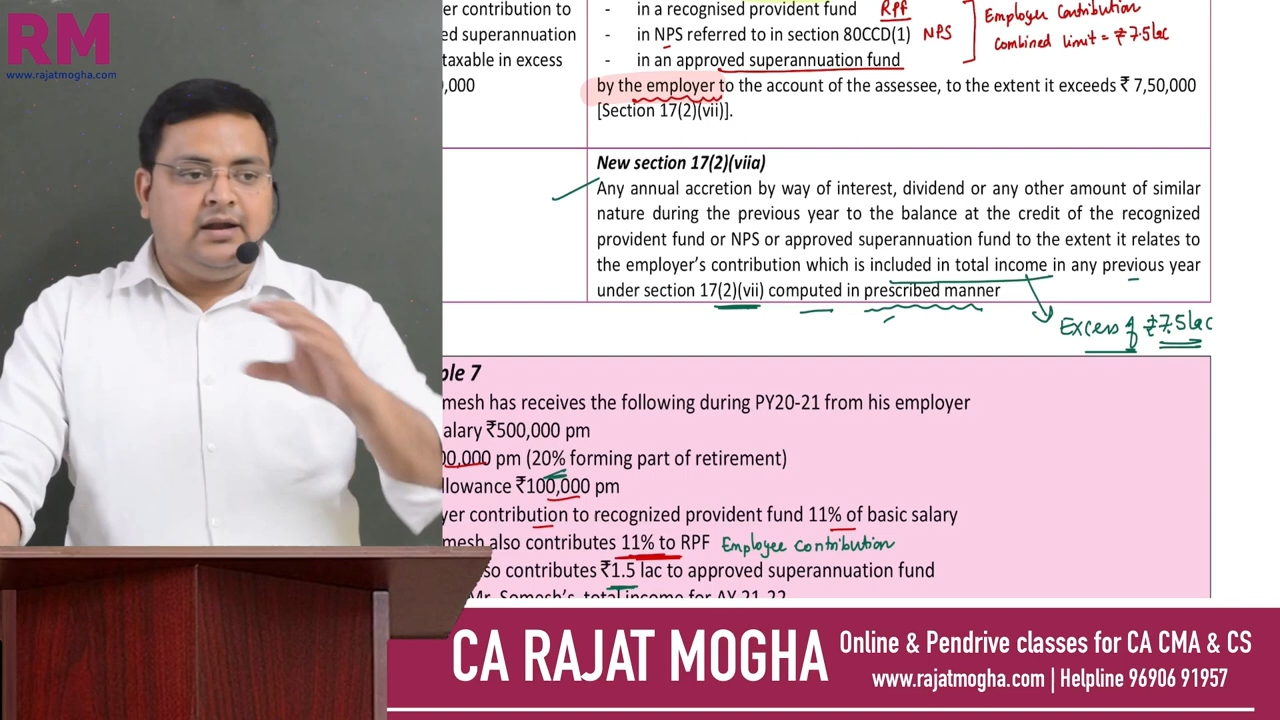 RM
www.rajatmogha.com
er contribution to
ed superannuation
taxable in excess
,000
- in a recognised provident fund RPF
- in NPS referred to in section 80CCD(1) NPS
- in an approved superannuation fund
Employer Contribution
Combined limit = ₹7.5lac
by the employer to the account of the assessee, to the extent it exceeds ₹ 7,50,000
[Section 17(2)(vii)].
New section 17(2)(viia)
Any annual accretion by way of interest, dividend or any other amount of similar
nature during the previous year to the balance at the credit of the recognized
provident fund or NPS or approved superannuation fund to the extent it relates to
the employer's contribution which is included in total income in any previous year
under section 17(2)(vii) computed in prescribed manner
Excess of ₹7.5lac
ple 7
mesh has receives the following during PY20-21 from his employer
salary ₹500,000 pm
00,000 pm (20% forming part of retirement)
llowance ₹100,000 pm
yer contribution to recognized provident fund 11% of basic salary
mesh also contributes 11% to RPF Employee contribution
so contributes ₹1.5 lac to approved superannuation fund
Mr. Somesh's total income for AY 21-22
CA RAJAT MOGHA
Online & Pendrive classes for CA CMA & CS
www.rajatmogha.com | Helpline 96906 91957